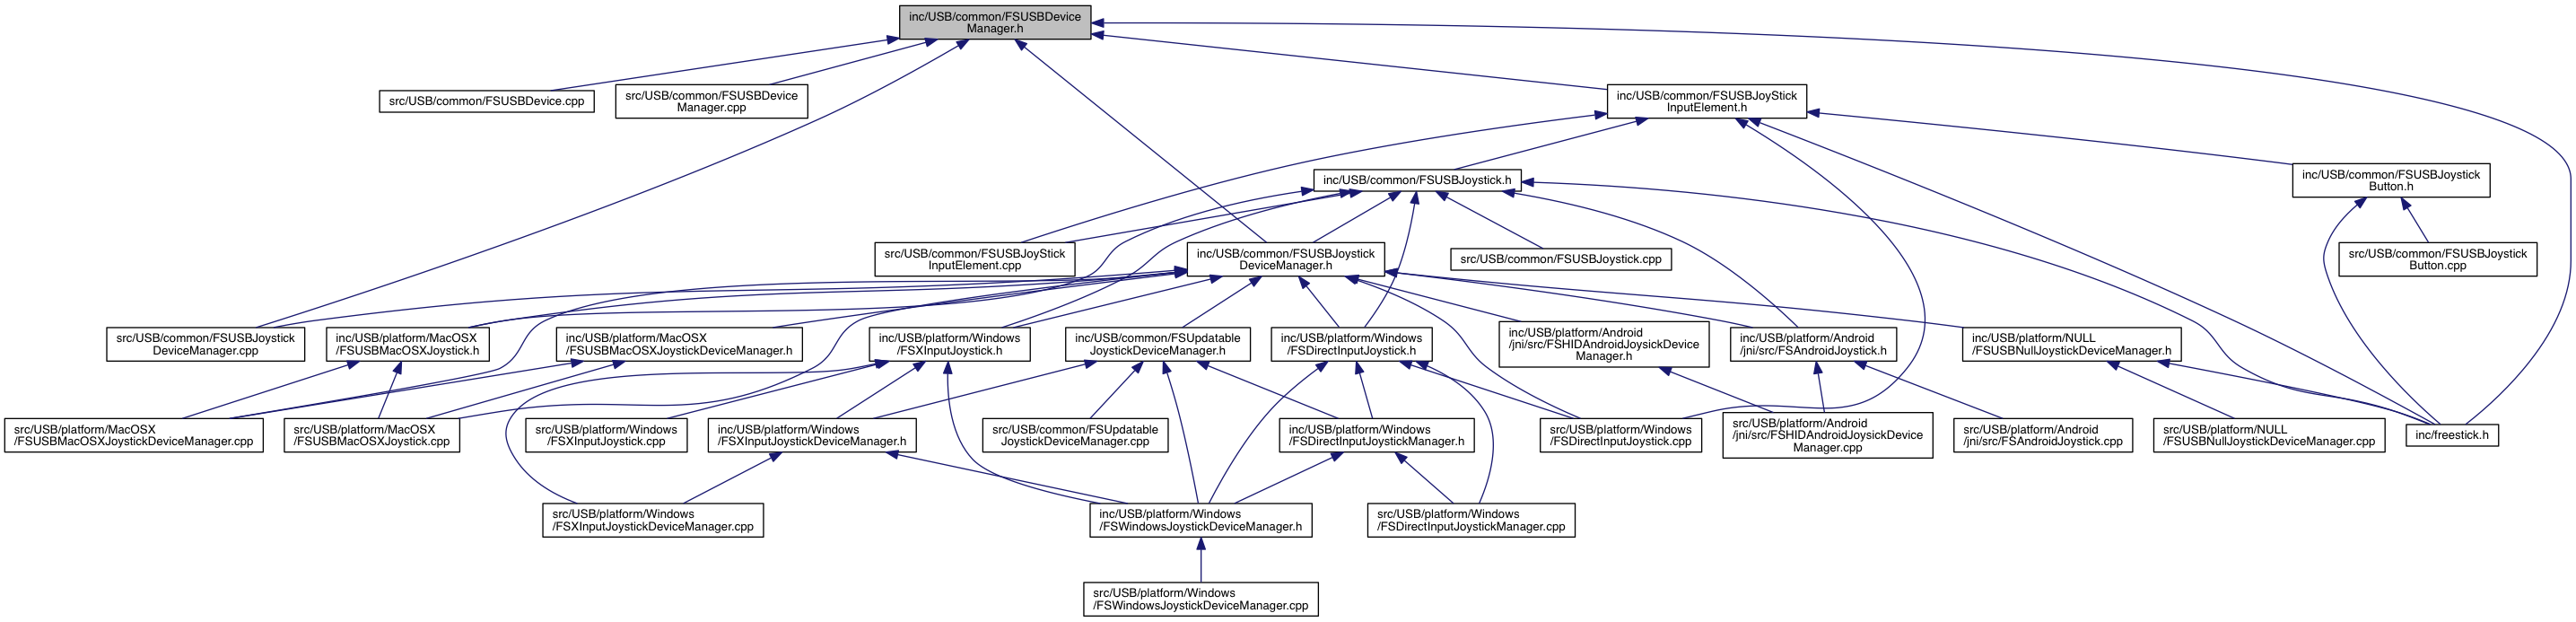 inc/USB/common/FSUSBDevice
Manager.h
src/USB/common/FSUSBDevice.cpp
src/USB/common/FSUSBDevice
Manager.cpp
inc/USB/common/FSUSBJoyStick
InputElement.h
inc/USB/common/FSUSBJoystick.h
inc/USB/common/FSUSBJoystick
Button.h
src/USB/common/FSUSBJoyStick
InputElement.cpp
inc/USB/common/FSUSBJoystick
DeviceManager.h
src/USB/common/FSUSBJoystick.cpp
src/USB/common/FSUSBJoystick
Button.cpp
src/USB/common/FSUSBJoystick
DeviceManager.cpp
inc/USB/platform/MacOSX
/FSUSBMacOSXJoystick.h
inc/USB/platform/MacOSX
/FSUSBMacOSXJoystickDeviceManager.h
inc/USB/platform/Windows
/FSXInputJoystick.h
inc/USB/common/FSUpdatable
JoystickDeviceManager.h
inc/USB/platform/Windows
/FSDirectInputJoystick.h
inc/USB/platform/Android
/jni/src/FSHIDAndroidJoysickDevice
Manager.h
inc/USB/platform/Android
/jni/src/FSAndroidJoystick.h
inc/USB/platform/NULL
/FSUSBNullJoystickDeviceManager.h
src/USB/platform/MacOSX
/FSUSBMacOSXJoystickDeviceManager.cpp
src/USB/platform/MacOSX
/FSUSBMacOSXJoystick.cpp
src/USB/platform/Windows
/FSXInputJoystick.cpp
inc/USB/platform/Windows
/FSXInputJoystickDeviceManager.h
src/USB/common/FSUpdatable
JoystickDeviceManager.cpp
inc/USB/platform/Windows
/FSDirectInputJoystickManager.h
src/USB/platform/Windows
/FSDirectInputJoystick.cpp
src/USB/platform/Android
/jni/src/FSHIDAndroidJoysickDevice
Manager.cpp
src/USB/platform/Android
/jni/src/FSAndroidJoystick.cpp
src/USB/platform/NULL
/FSUSBNullJoystickDeviceManager.cpp
inc/freestick.h
src/USB/platform/Windows
/FSXInputJoystickDeviceManager.cpp
inc/USB/platform/Windows
/FSWindowsJoystickDeviceManager.h
src/USB/platform/Windows
/FSDirectInputJoystickManager.cpp
src/USB/platform/Windows
/FSWindowsJoystickDeviceManager.cpp